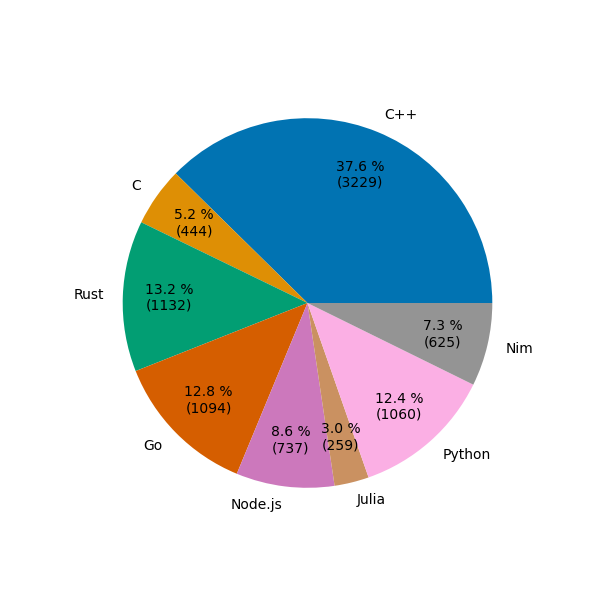 C++
37.6 %
(3229)
C
5.2 %
(444)
Rust
13.2 %
(1132)
Go
12.8 %
(1094)
Node.js
8.6 %
(737)
Julia
3.0 %
(259)
Python
12.4 %
(1060)
Nim
7.3 %
(625)